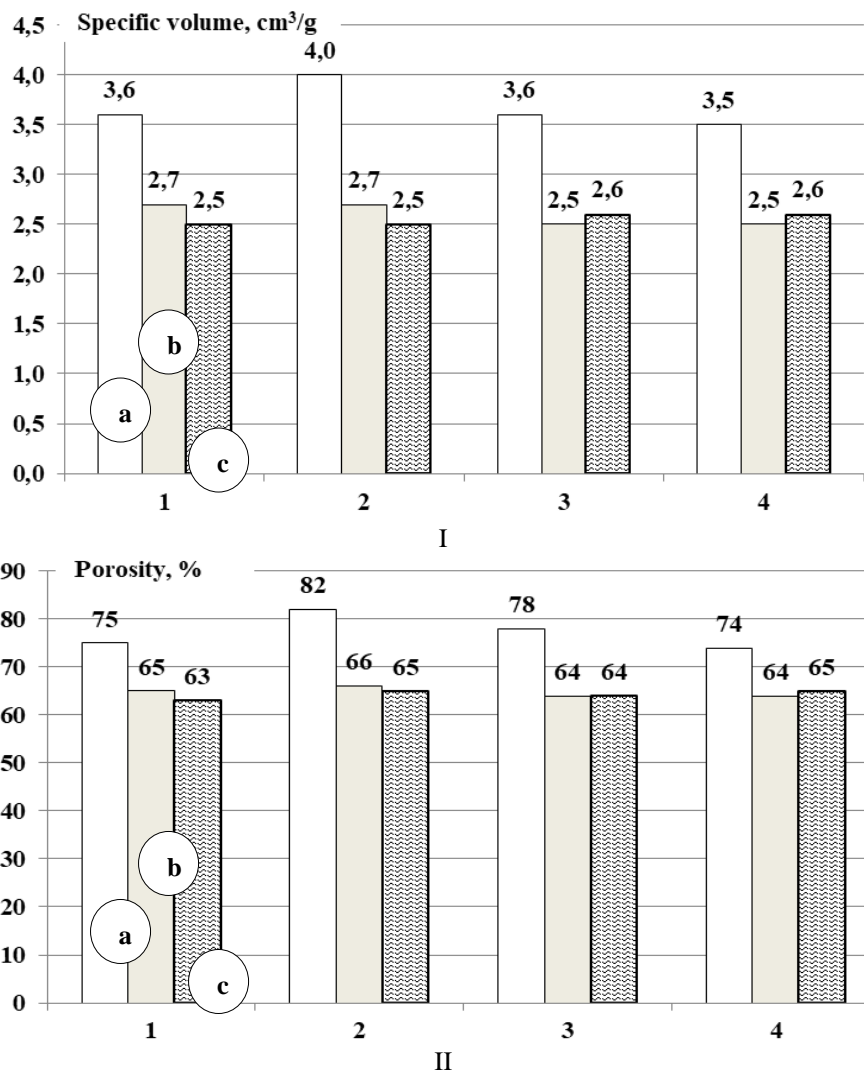 4,5 Specific volume, cm³/g
4,0
4,0
3,6 3,6
3,5
3,5
3,0
2,7 2,7
2,5 2,5 2,5 2,6 2,5 2,6
2,5
2,0
1,5
b
1,0
a
0,5
c
0,0
1 2 3 4
I
90 Porosity, %
82
80
75 78 74
70
65 63 66 65 64 64 64 65
60
50
40
30
b
20
a
10
c
0
1 2 3 4
II